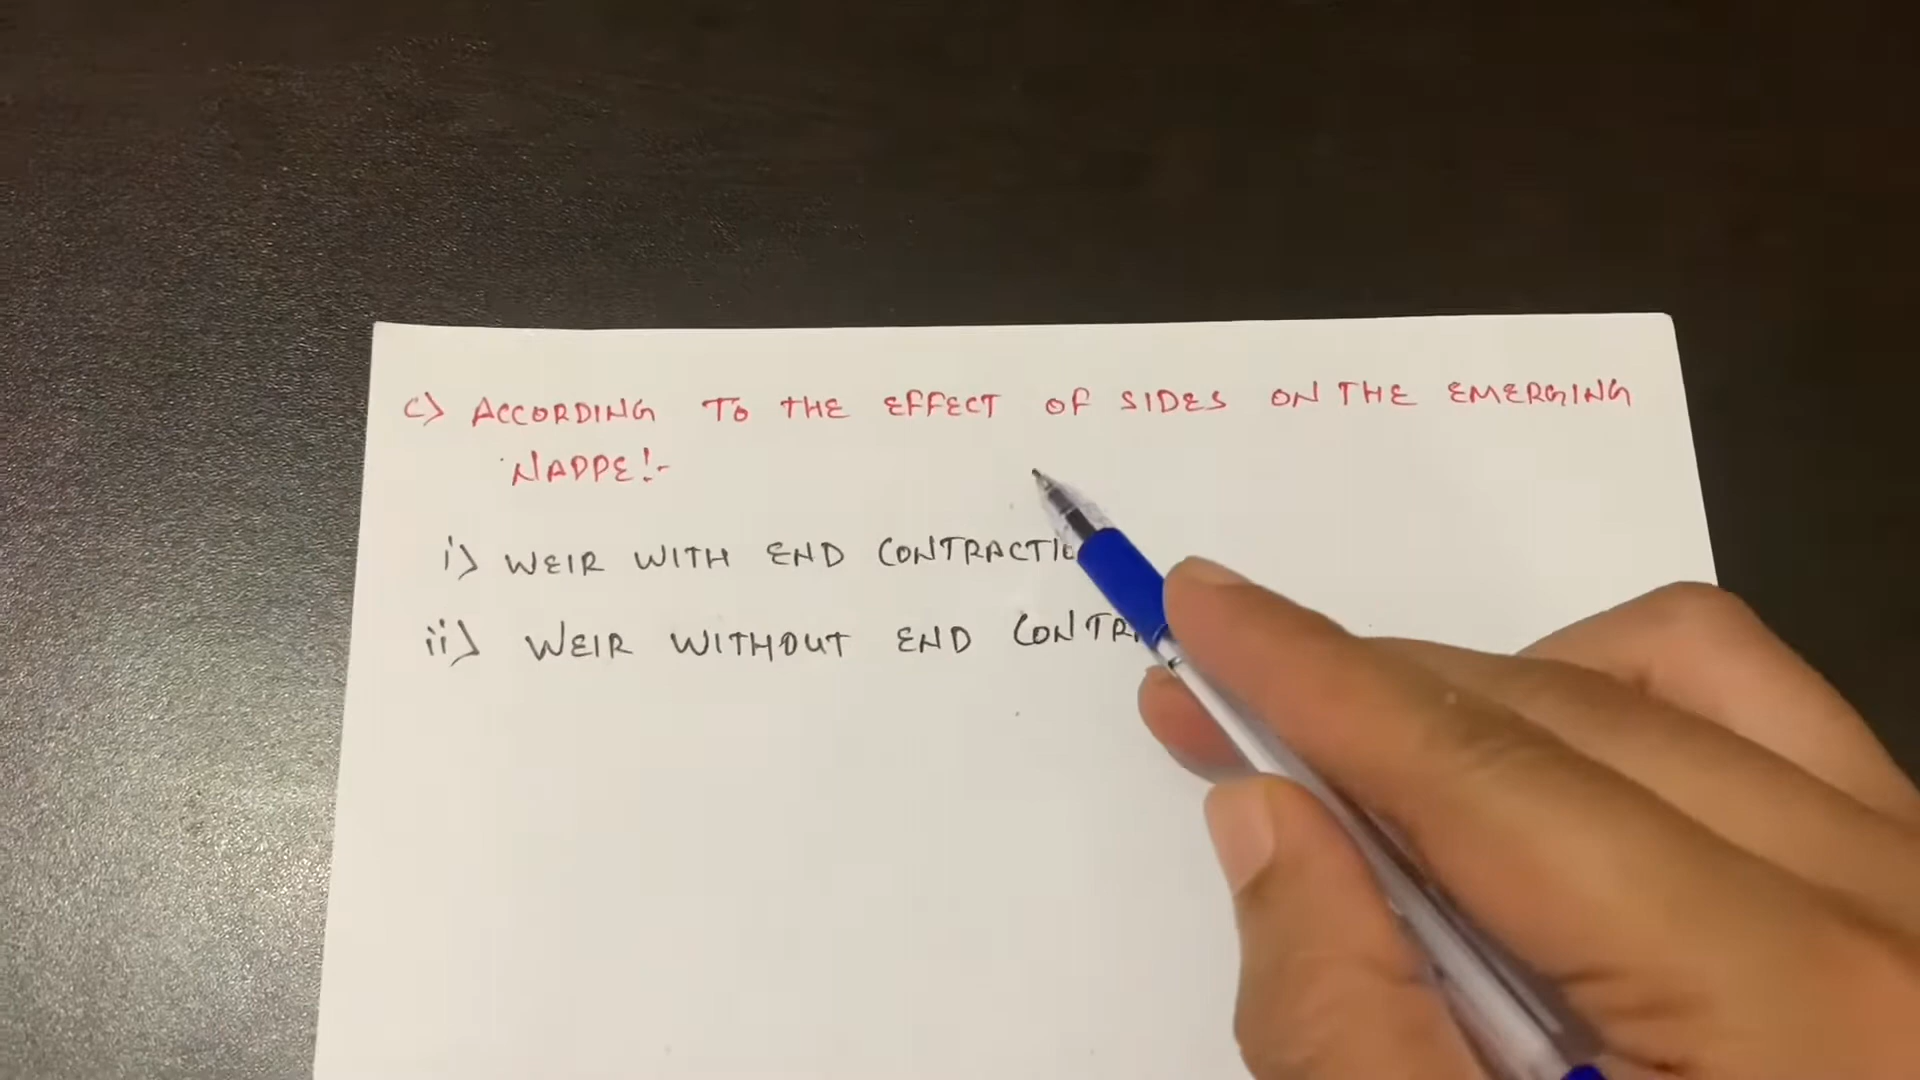 C) ACCORDING TO THE EFFECT OF SIDES ON THE EMERGING
NAPPE:-
i) WEIR WITH END
ii) WEIR WITHOUT END